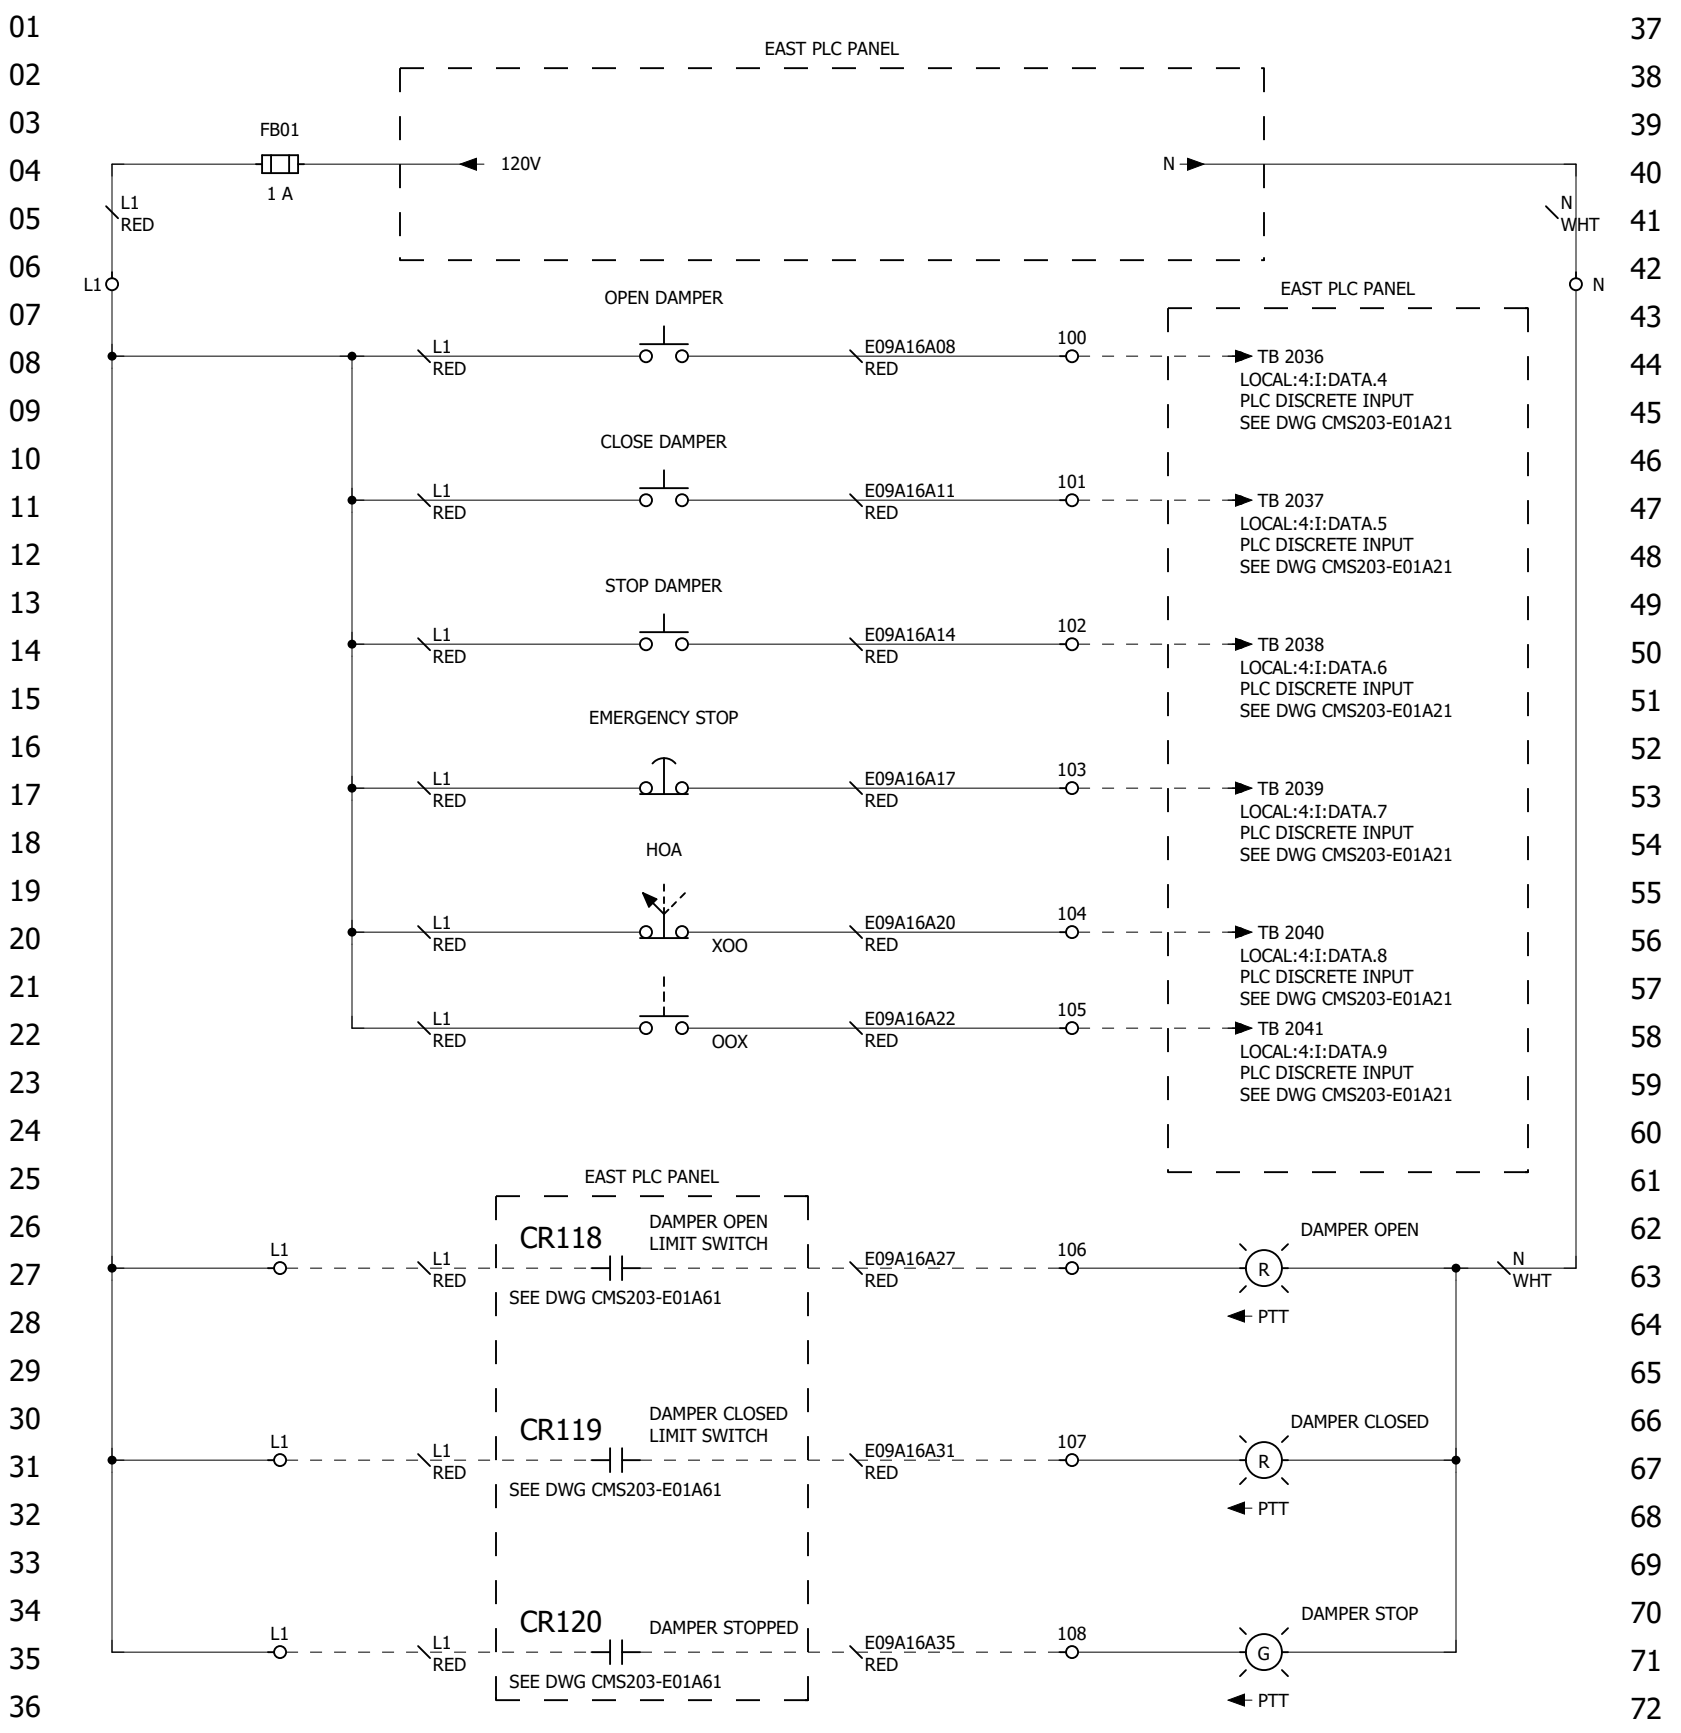 01
37
EAST PLC PANEL
02
38
03
39
FB01
04
120V
N
40
1 A
L1
RED
N
WHT
05
41
06
42
L1
N
EAST PLC PANEL
OPEN DAMPER
07
43
L1
RED
E09A16A08
RED
100
TB 2036
LOCAL:4:I:DATA.4
PLC DISCRETE INPUT
SEE DWG CMS203-E01A21
08
44
09
45
CLOSE DAMPER
10
46
L1
RED
E09A16A11
RED
101
TB 2037
LOCAL:4:I:DATA.5
PLC DISCRETE INPUT
SEE DWG CMS203-E01A21
11
47
12
48
STOP DAMPER
13
49
L1
RED
E09A16A14
RED
102
TB 2038
LOCAL:4:I:DATA.6
PLC DISCRETE INPUT
SEE DWG CMS203-E01A21
14
50
15
51
EMERGENCY STOP
16
52
L1
RED
E09A16A17
RED
103
TB 2039
LOCAL:4:I:DATA.7
PLC DISCRETE INPUT
SEE DWG CMS203-E01A21
17
53
18
54
HOA
19
55
L1
RED
XOO
E09A16A20
RED
104
TB 2040
LOCAL:4:I:DATA.8
PLC DISCRETE INPUT
SEE DWG CMS203-E01A21
20
56
21
57
L1
RED
OOX
E09A16A22
RED
105
TB 2041
LOCAL:4:I:DATA.9
PLC DISCRETE INPUT
SEE DWG CMS203-E01A21
22
58
23
59
24
60
25
61
EAST PLC PANEL
26
62
CR118
DAMPER OPEN
LIMIT SWITCH
DAMPER OPEN
L1
L1
RED
E09A16A27
RED
106
R
N
WHT
27
63
SEE DWG CMS203-E01A61
PTT
28
64
29
65
30
66
CR119
DAMPER CLOSED
LIMIT SWITCH
DAMPER CLOSED
L1
L1
RED
E09A16A31
RED
107
R
31
67
SEE DWG CMS203-E01A61
PTT
32
68
33
69
34
70
CR120
DAMPER STOPPED
DAMPER STOP
L1
L1
RED
E09A16A35
RED
108
G
35
71
SEE DWG CMS203-E01A61
PTT
36
72